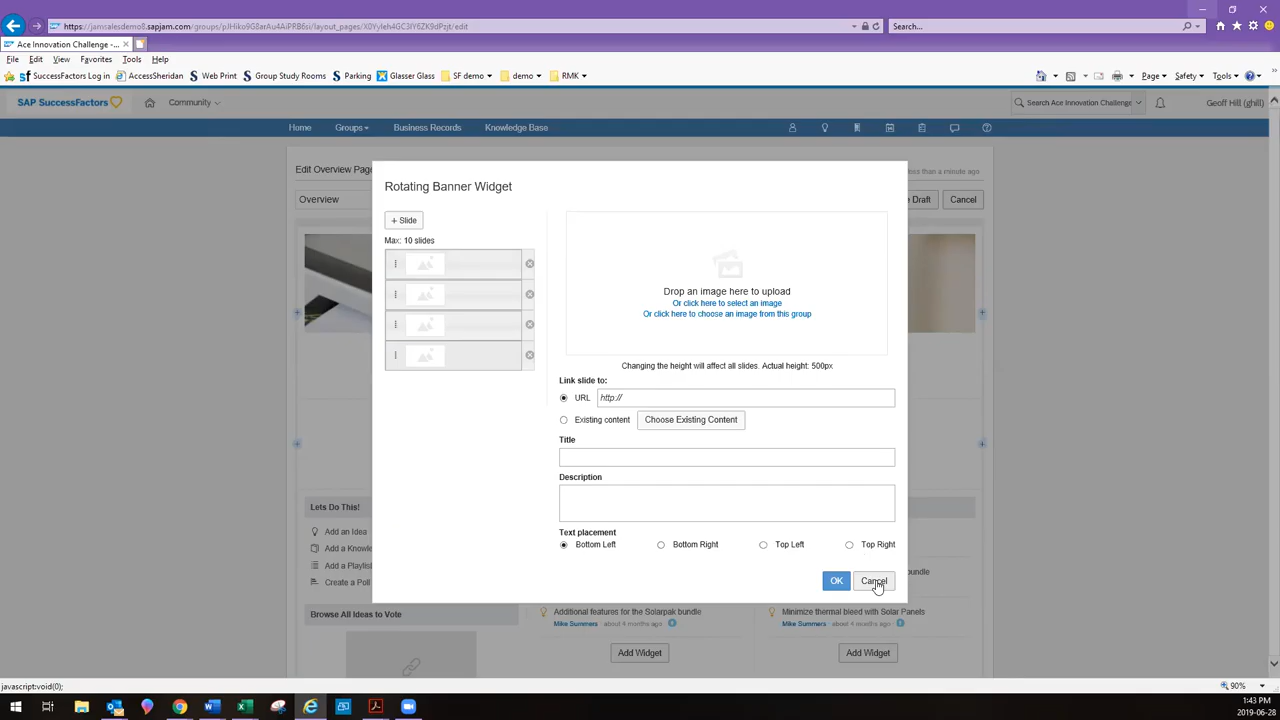 https://jamsalesdemo8.sapjam.com/groups/pJHiko9G8arAu4AiPRB6si/layout_pages/X0Yyleh4GC3IY6ZK9dPzjt/edit
Search...
Ace Innovation Challenge -...
File Edit View Favorites Tools Help
SuccessFactors Log in AccessSheridan Web Print Group Study Rooms Parking Glasser Glass SF demo demo RMK
Page Safety Tools
SAP SuccessFactors Community Search Ace Innovation Challenge Geoff Hill (ghill)
Home Groups Business Records Knowledge Base
Edit Overview Pag
less than a minute ago
Overview
Draft Cancel
Rotating Banner Widget
+ Slide
Max: 10 slides
Drop an image here to upload
Or click here to select an image
Or click here to choose an image from this group
Changing the height will affect all slides. Actual height: 500px
Link slide to:
URL http://
Existing content Choose Existing Content
Title
Description
Text placement
Bottom Left Bottom Right Top Left Top Right
OK Cancel
Lets Do This!
Add an Idea
Add a Knowle
Add a Playlis
Create a Poll
bundle
Browse All Ideas to Vote
Additional features for the Solarpak bundle
Mike Summers about 4 months ago
Minimize thermal bleed with Solar Panels
Mike Summers about 4 months ago
Add Widget Add Widget
javascript:void(0);
90%
1:43 PM
2019-06-28